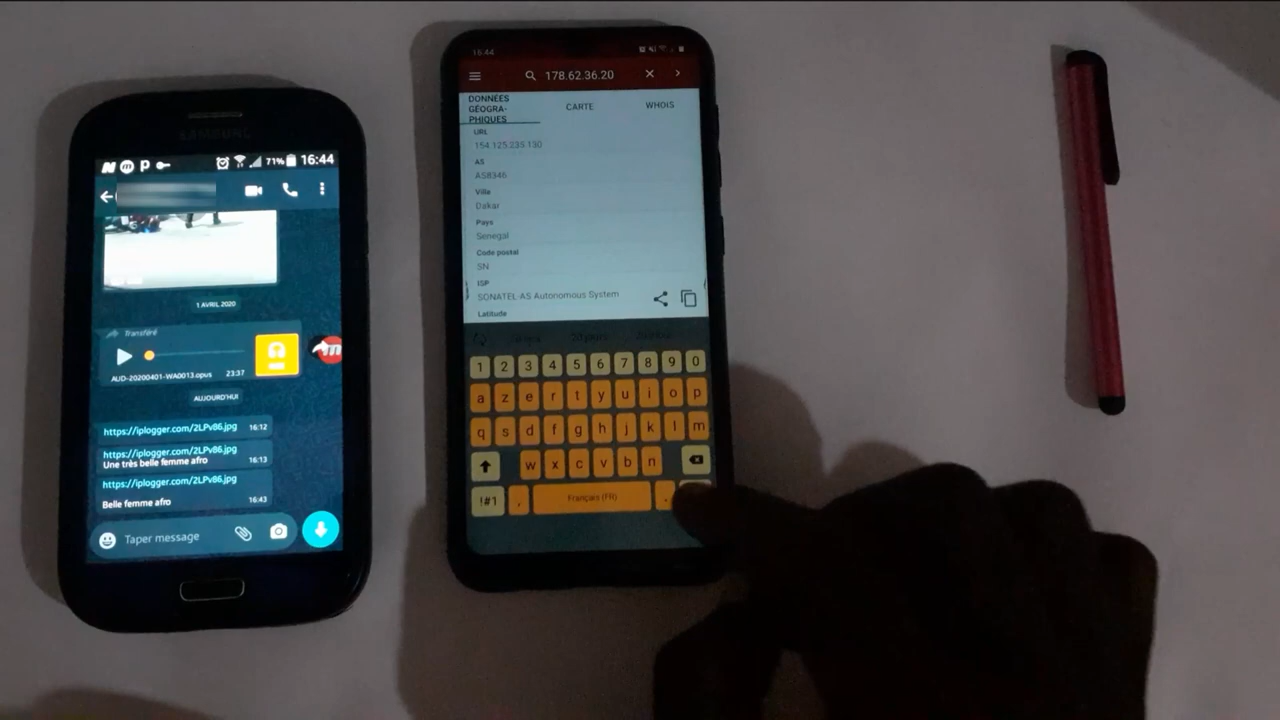 SAMSUNG
71% 16:44
1 AVRIL 2020
Transféré
AUD-20200401-WA0013.opus 23:37
AUJOURD'HUI
https://iplogger.com/2LPv86.jpg 16:12
https://iplogger.com/2LPv86.jpg
Une très belle femme afro 16:13
https://iplogger.com/2LPv86.jpg
Belle femme afro 16:43
Taper message
16:44
178.62.36.20
DONNÉES
GÉOGRA-
PHIQUES
CARTE
WHOIS
URL
154.125.235.130
AS
AS8346
Ville
Dakar
Pays
Senegal
Code postal
SN
ISP
SONATEL-AS Autonomous System
Latitude
1 2 3 4 5 6 7 8 9 0
a z e r t y u i o p
q s d f g h j k l m
w x c v b n
!#1 , Français (FR) .